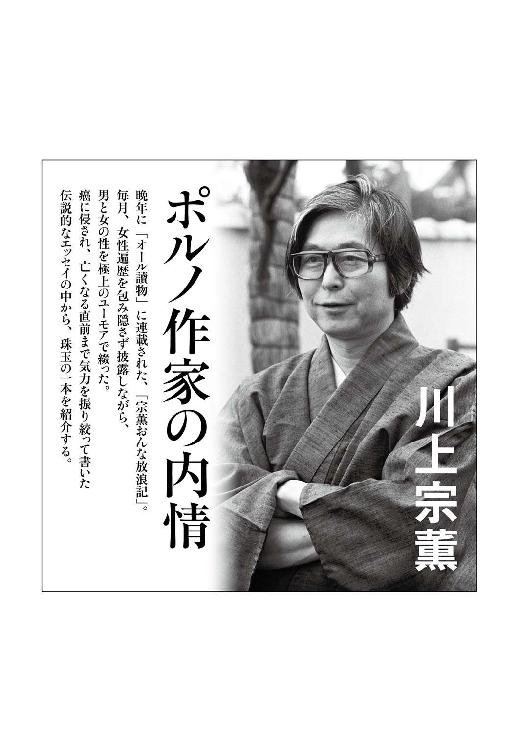 川上宗薫
ポルノ作家の内情
晩年に「オール讀物」に連載された、「宗薫おんな放浪記」。
毎月、女性遍歴を包み隠さず披露しながら、
男と女の性を極上のユーモアで綴った。
癌に侵され、亡くなる直前まで気力を振り絞って書いた
伝説的なエッセイの中から、珠玉の一本を紹介する。